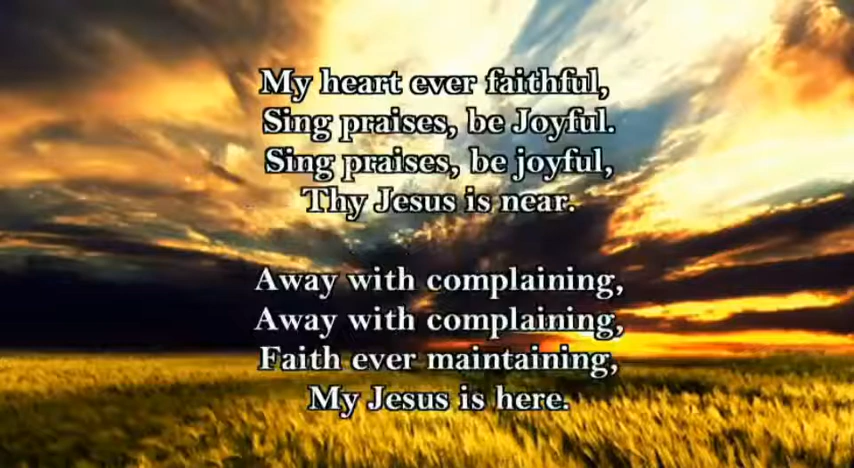 My heart ever faithful,
Sing praises, be Joyful.
Sing praises, be joyful,
Thy Jesus is near.
Away with complaining,
Away with complaining,
Faith ever maintaining,
My Jesus is here.